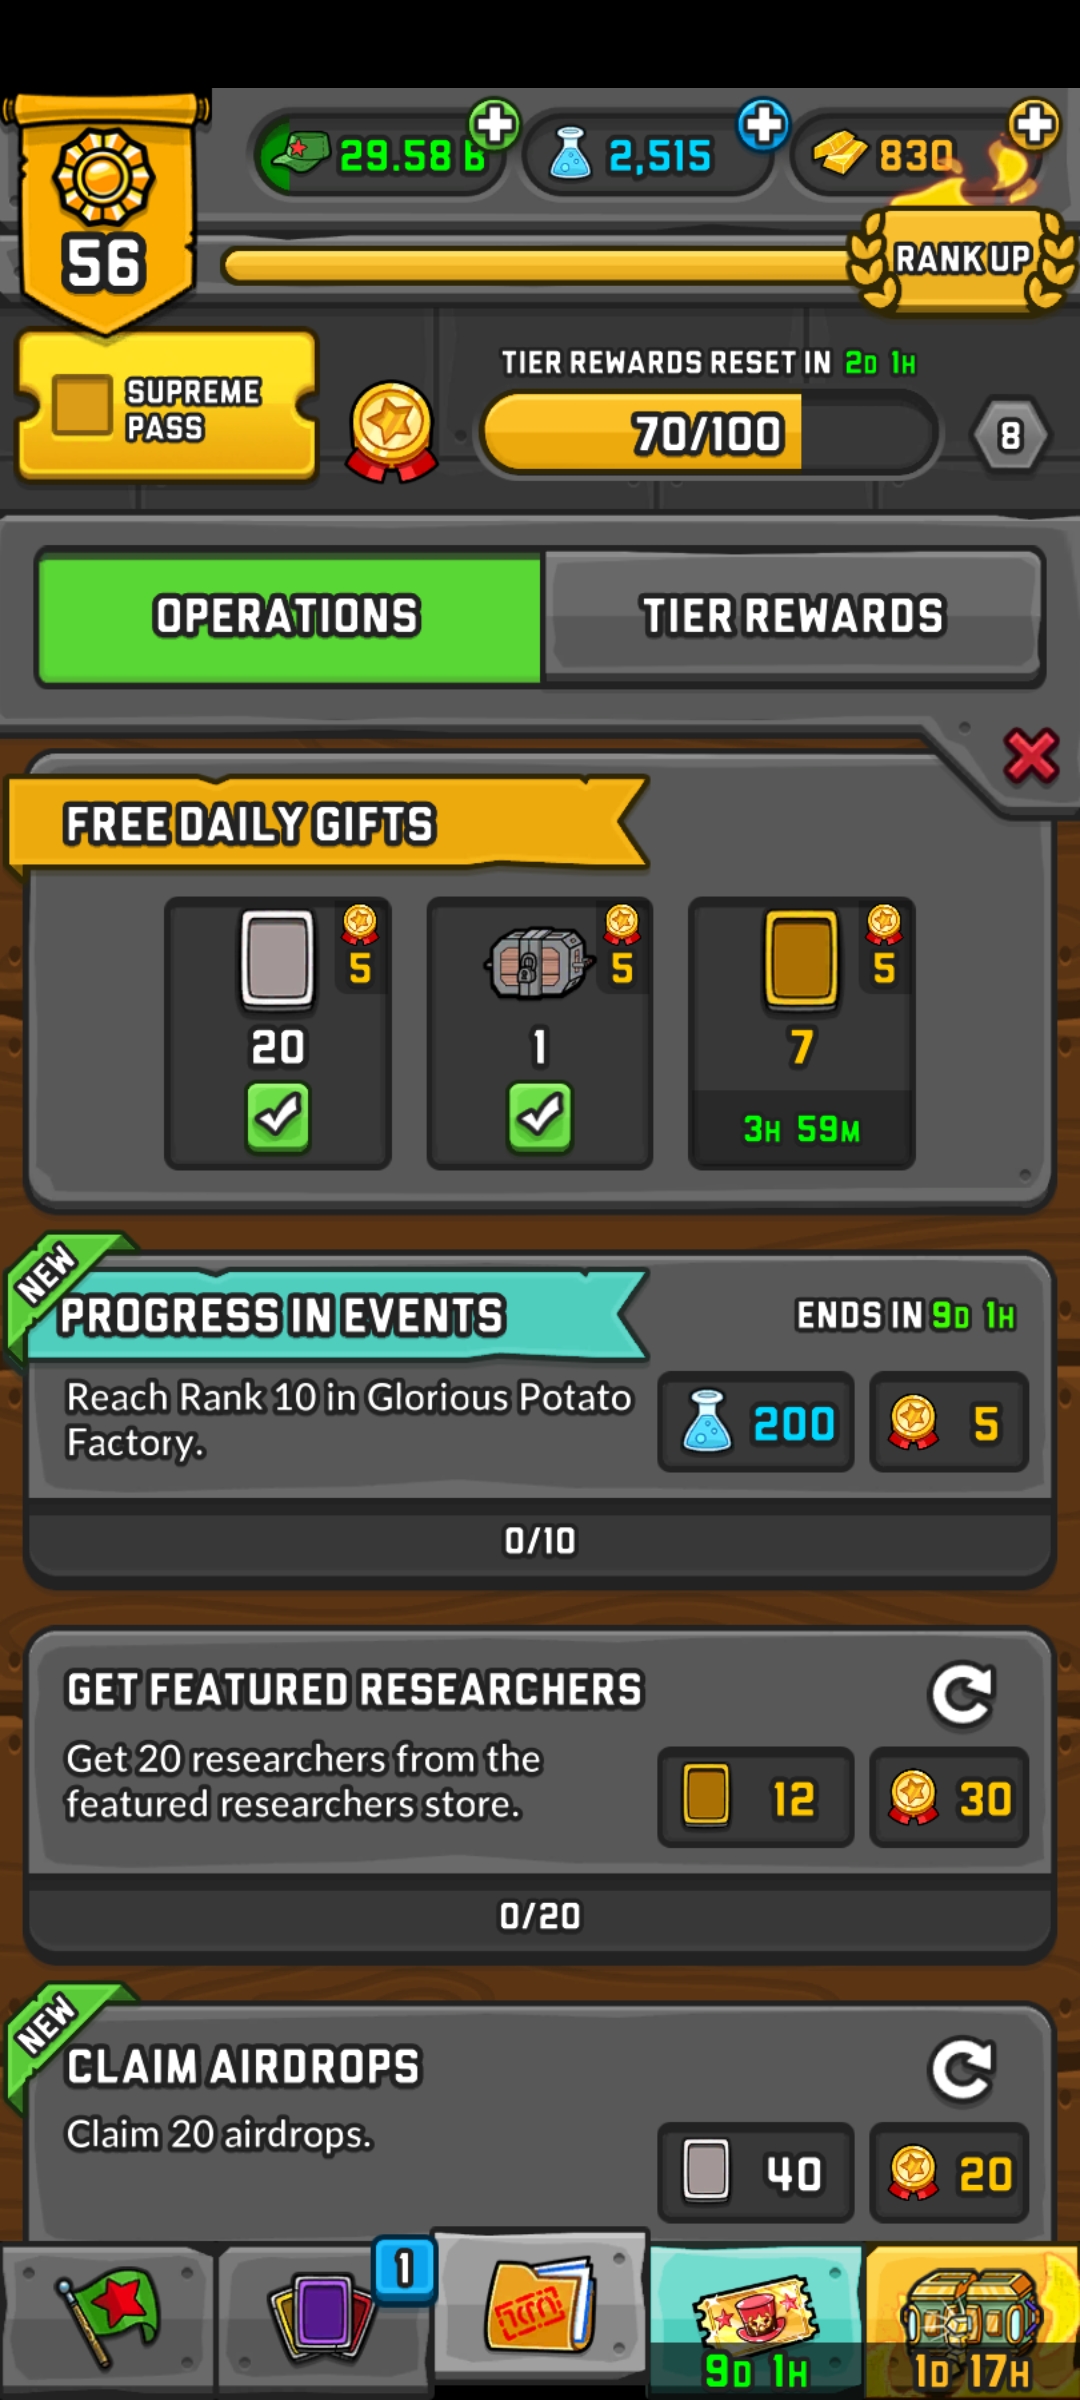 56
29.58 B
2,515
830
RANK UP
SUPREME
PASS
TIER REWARDS RESET IN 2D 1H
70/100
8
OPERATIONS
TIER REWARDS
FREE DAILY GIFTS
5
5
5
20
1
7
3H 59M
NEW
PROGRESS IN EVENTS
ENDS IN 9D 1H
Reach Rank 10 in Glorious Potato
Factory.
200
5
0/10
GET FEATURED RESEARCHERS
Get 20 researchers from the
featured researchers store.
12
30
0/20
NEW
CLAIM AIRDROPS
Claim 20 airdrops.
40
20
1
9D 1H
1D 17H